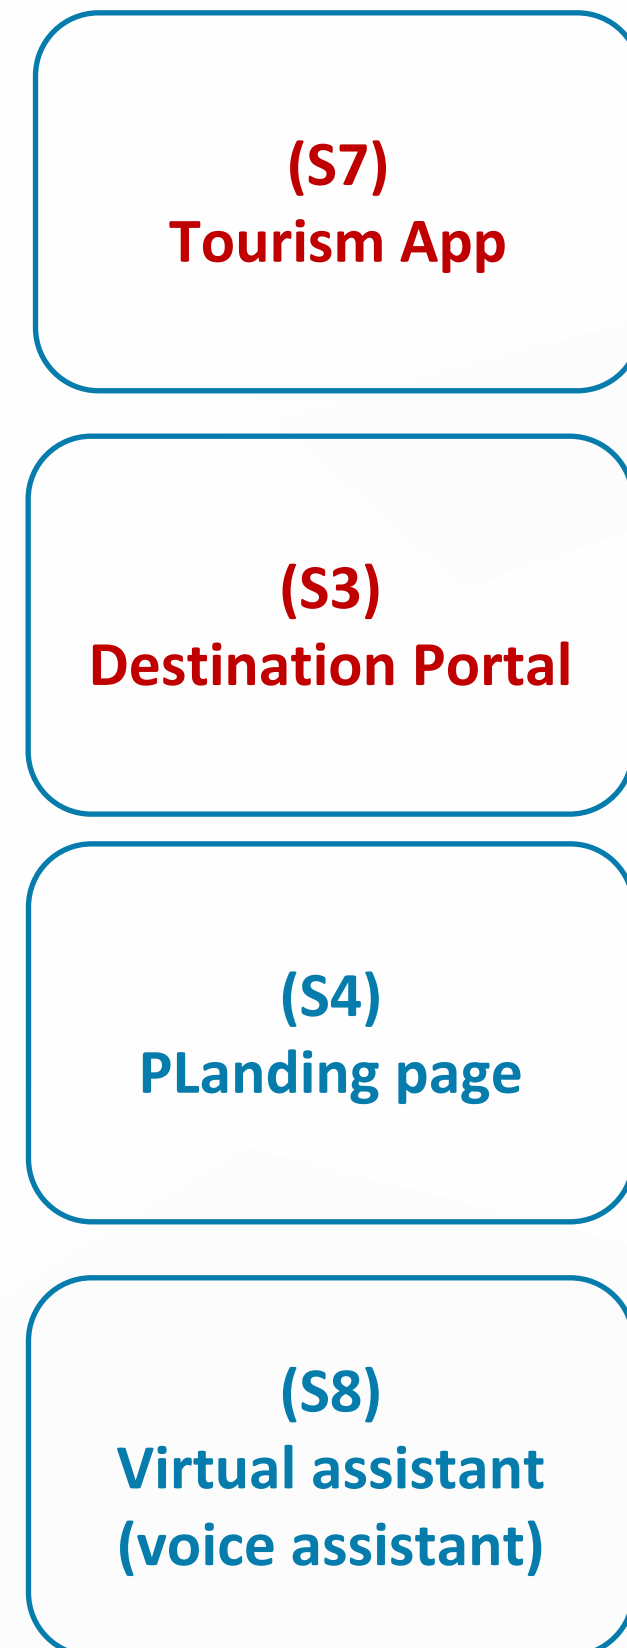 (S7)
Tourism App
(S3)
Destination Portal
(S4)
PLanding page
(S8)
Virtual assistant
(voice assistant)